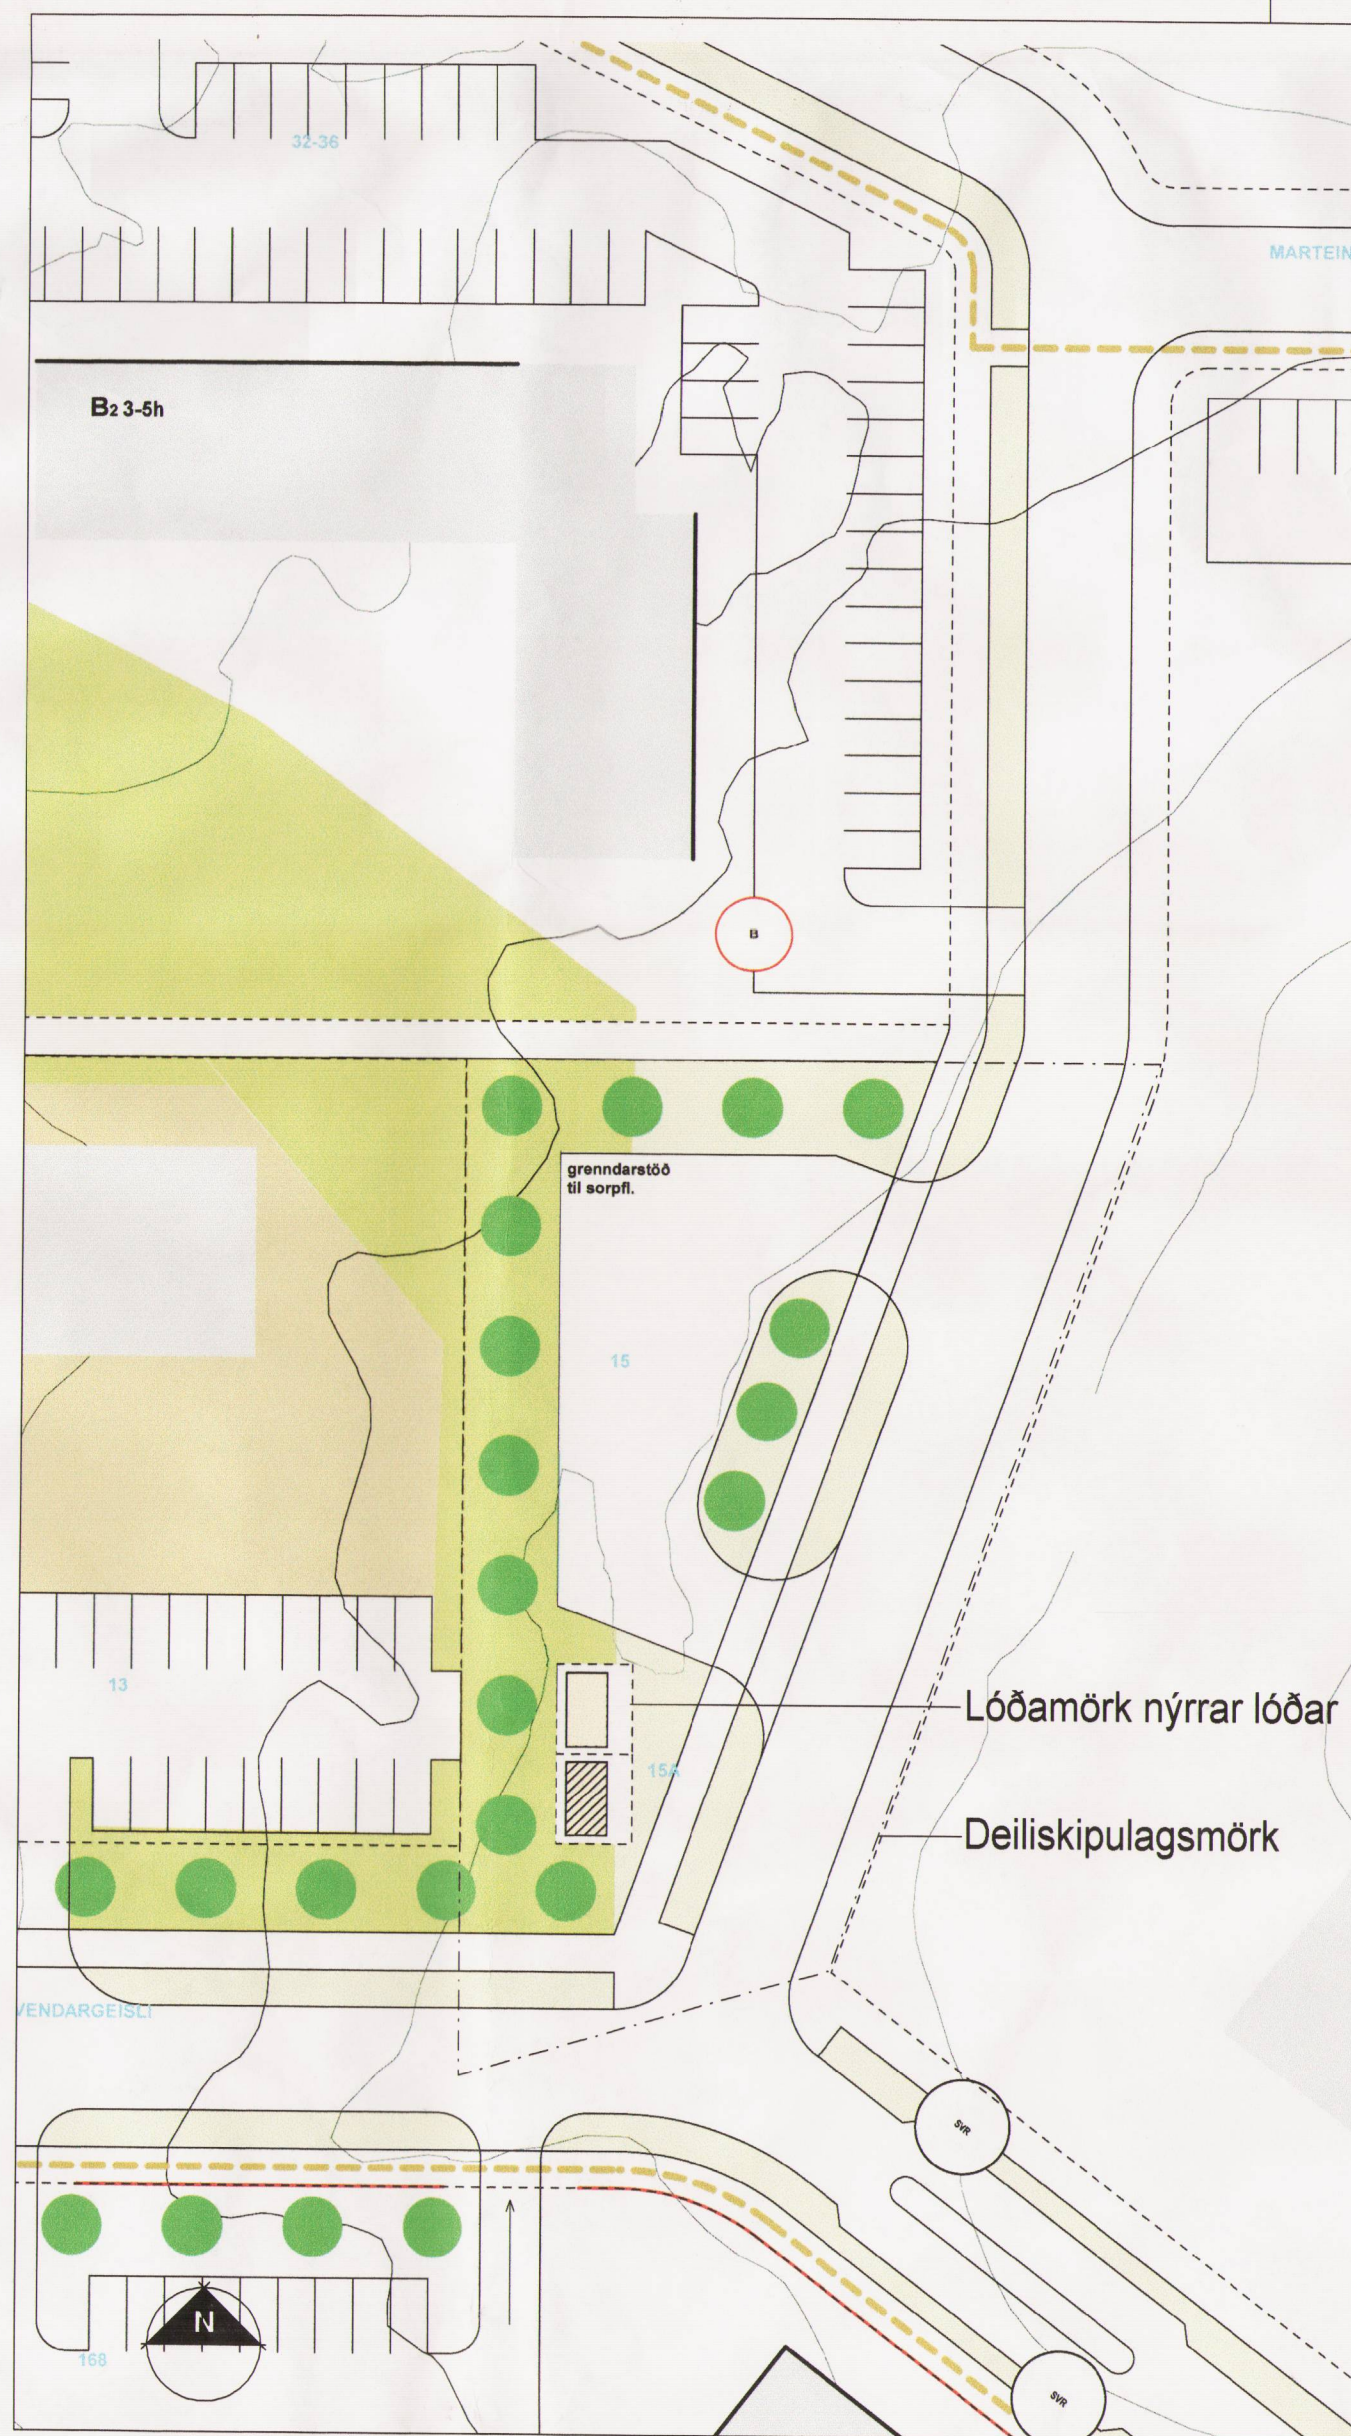 32-36
MARTEIN
B2 3-5h
B
grenndarstöð
til sorpfl.
15
13
Lóðamörk nýrrar lóðar
15A
Deiliskipulagsmörk
VENDARGEISLI
SVR
N
168
SVR